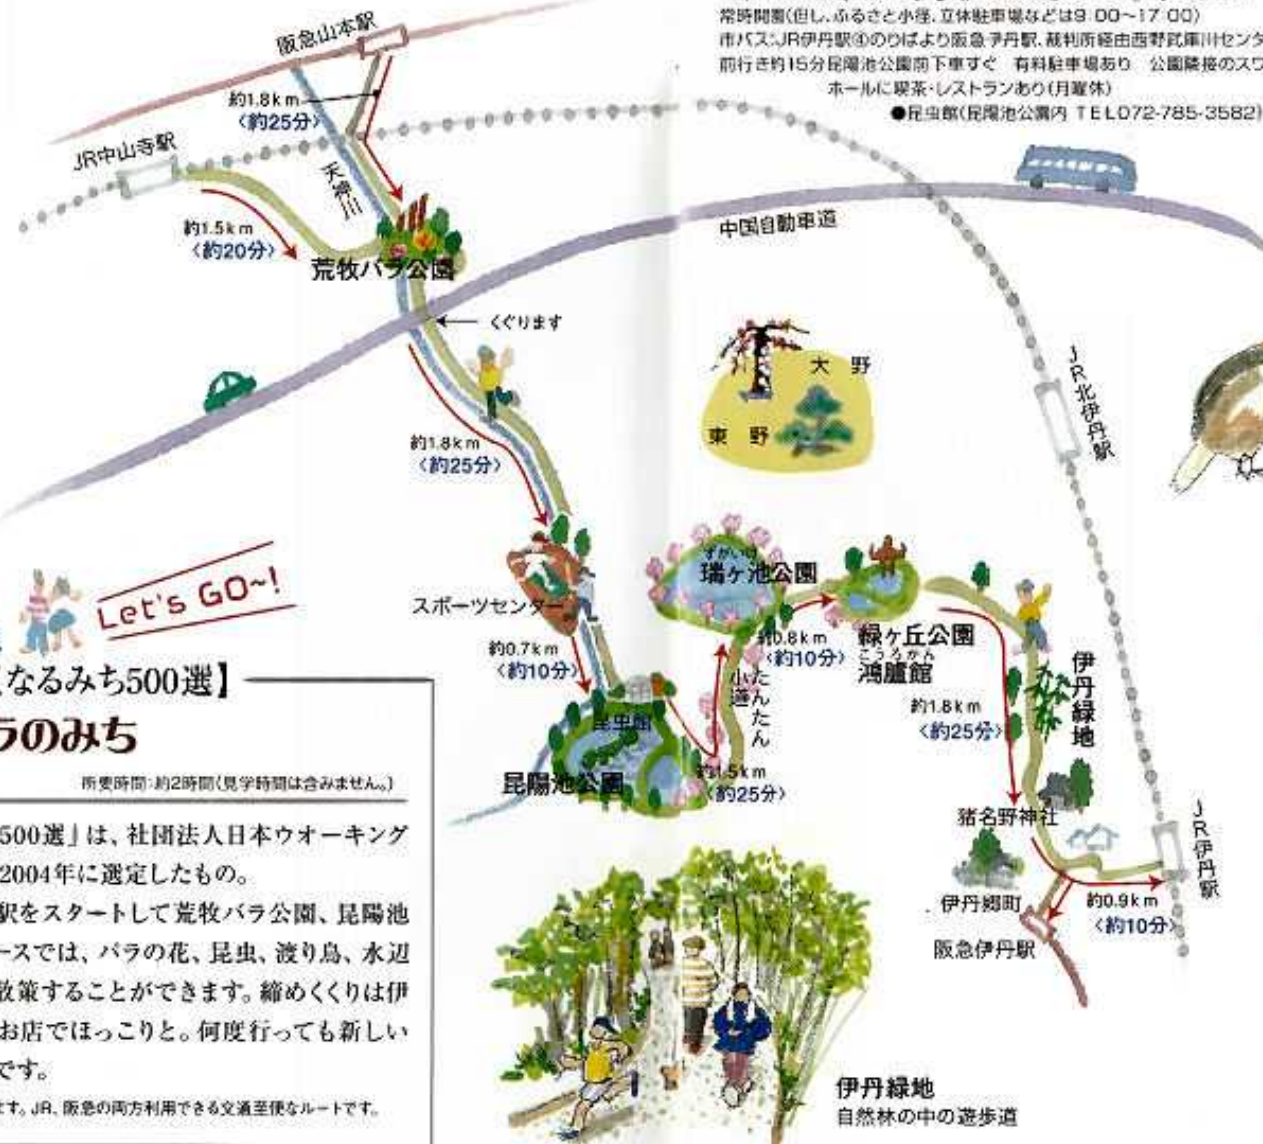 常時開園(但し、ふるさと小径、立体駐車場などは9:00〜17:00)
市バス:JR伊丹駅④のりばより阪急伊丹駅、裁判所経由西野武庫川センター
前行き約15分昆陽池公園前下車すぐ 有料駐車場あり 公園隣接のスワン
ホールに喫茶・レストランあり(月曜休)
●昆虫館(昆陽池公園内 TEL072-785-3582)
阪急山本駅
約1.8km
〈約25分〉
JR中山寺駅
天神川
約1.5km
〈約20分〉
荒牧バラ公園
中国自動車道
くぐります
大野
東野
JR北伊丹駅
約1.8km
〈約25分〉
Let's GO~!
スポーツセンター
ずがいけ
瑞ヶ池公園
約0.7km
〈約10分〉
約0.8km
〈約10分〉
緑ヶ丘公園
こうろかん
鴻臚館
たんたん
小道
昆虫館
昆陽池公園
約1.5km
〈約25分〉
約1.8km
〈約25分〉
伊丹緑地
猪名野神社
JR伊丹駅
伊丹郷町
約0.9km
〈約10分〉
阪急伊丹駅
なるみち500選】
ラのみち
所要時間:約2時間(見学時間は含みません。)
500選」は、社団法人日本ウオーキング
2004年に選定したもの。
駅をスタートして荒牧バラ公園、昆陽池
ースでは、バラの花、昆虫、渡り鳥、水辺
散策することができます。締めくくりは伊
お店でほっこりと。何度行っても新しい
です。
ます。JR、阪急の両方利用できる交通至便なルートです。
伊丹緑地
自然林の中の遊歩道